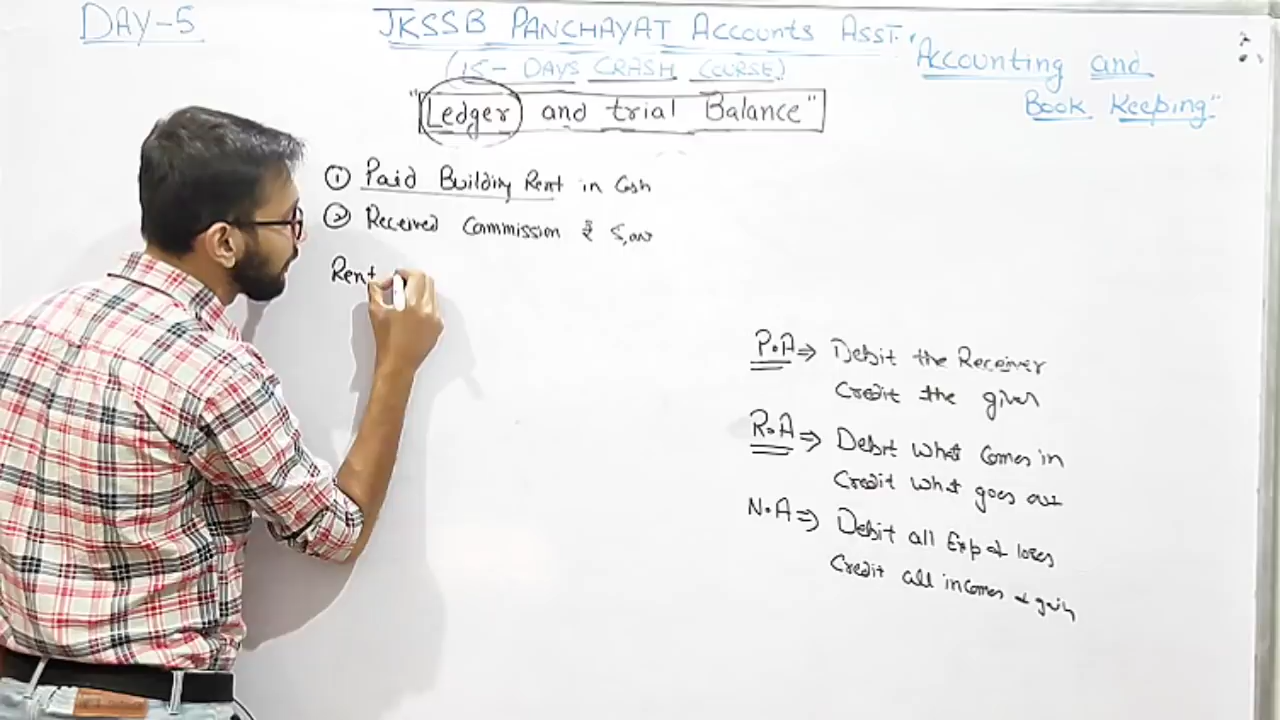 DAY-5
JKSSB PANCHAYAT Accounts Asst.
(15- DAYS CRASH COURSE)
"Accounting and
Book Keeping"
"Ledger and trial Balance"
① Paid Building Rent in Cash
② Received Commission ₹ 5,000
Rent
P.A ⇒ Debit the Receiver
Credit the giver
R.A ⇒ Debit what comes in
Credit what goes out
N.A ⇒ Debit all Exp & losses
Credit all incomes & gain